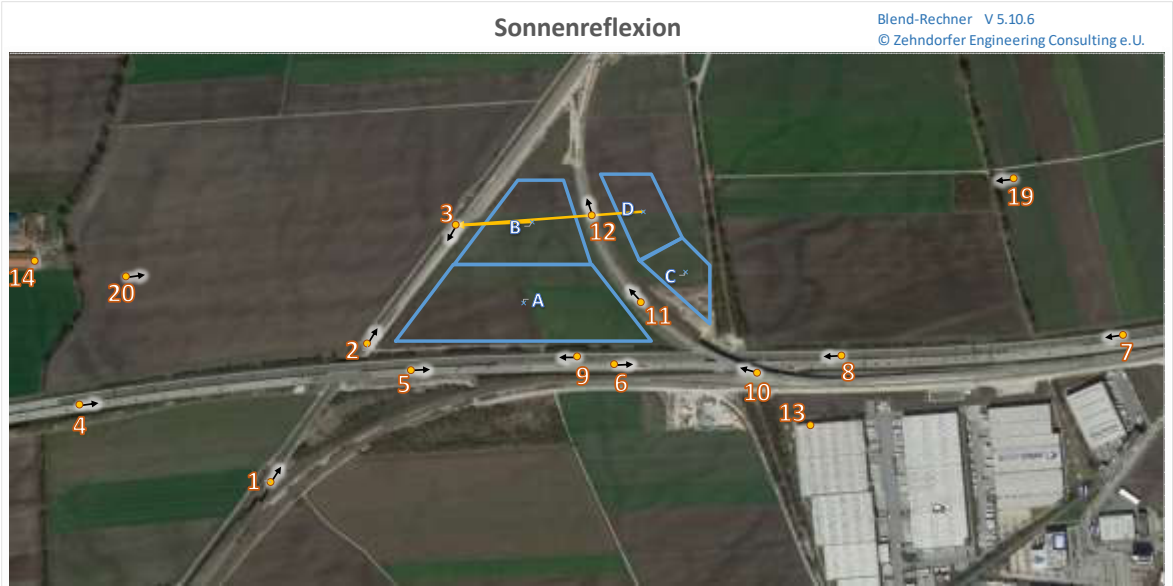 Sonnenreflexion
Blend-Rechner V 5.10.6
© Zehndorfer Engineering Consulting e.U.
19
3
D
B
12
14
20
C
A
11
2
7
5
9
6
10
8
4
13
1